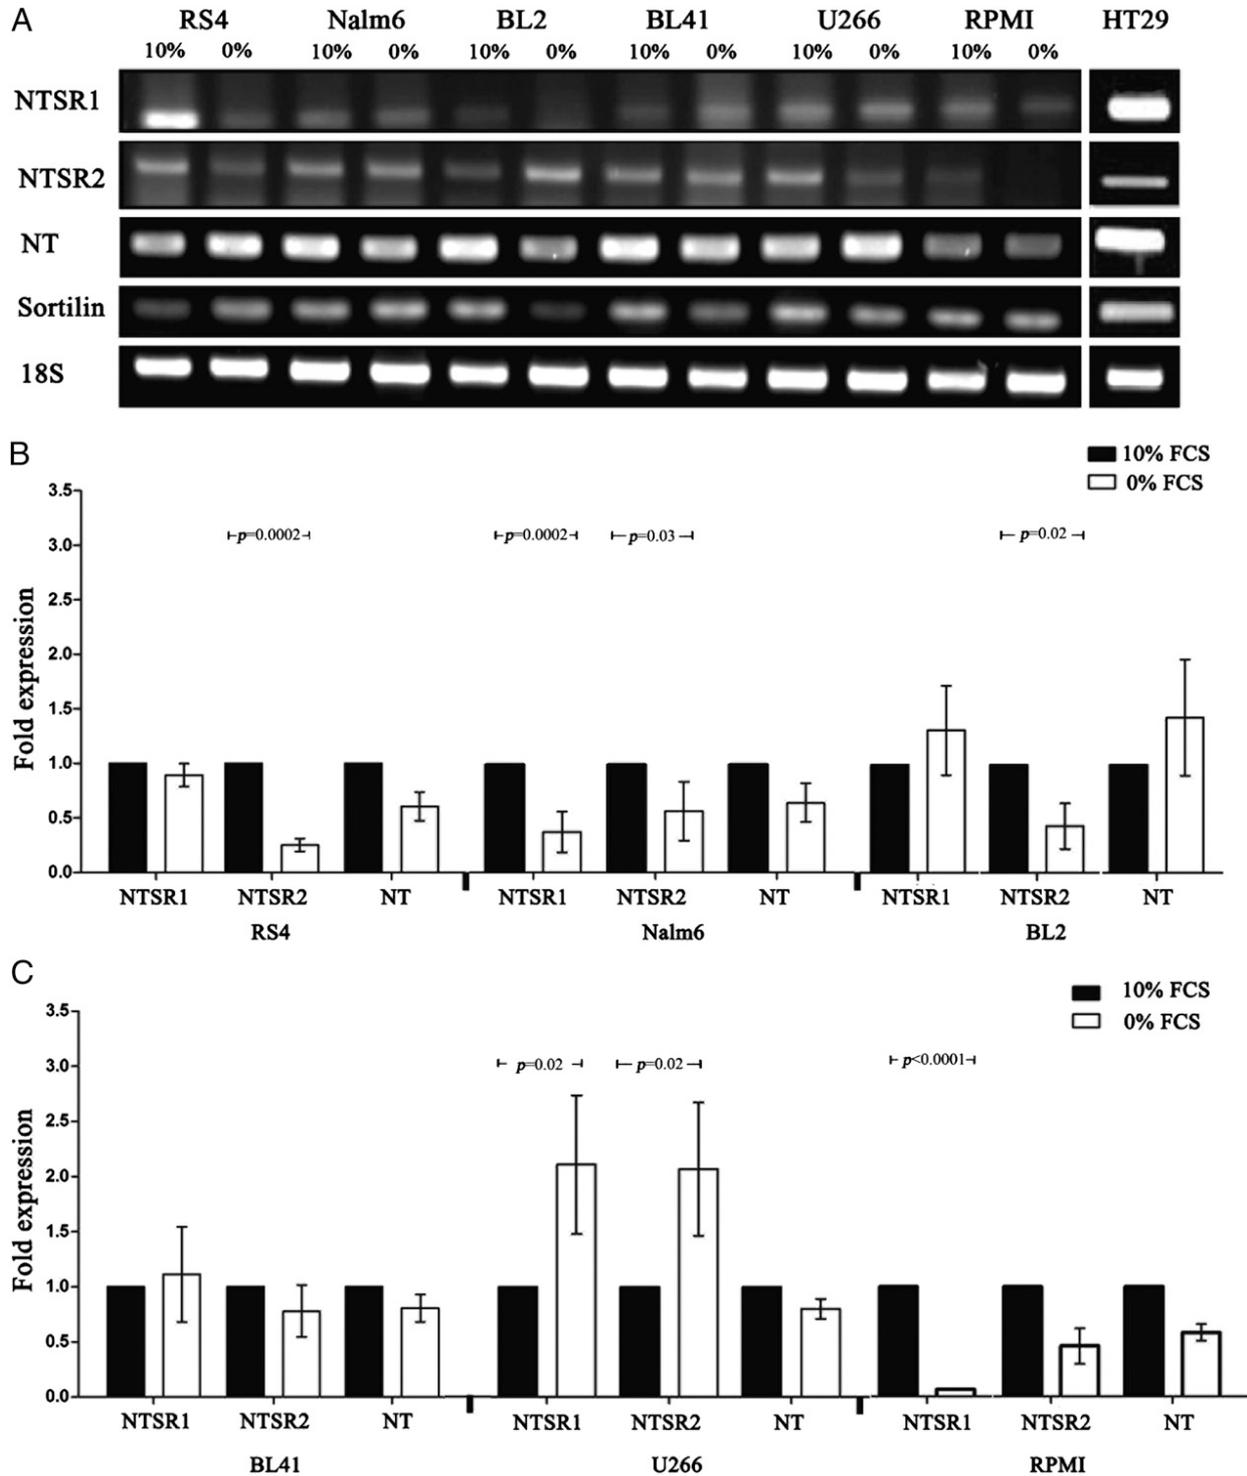 A
RS4 Nalm6 BL2 BL41 U266 RPMI HT29
10% 0% 10% 0% 10% 0% 10% 0% 10% 0% 10% 0%
NTSR1
NTSR2
NT
Sortilin
18S
B
10% FCS
0% FCS
3.5
3.0
2.5
2.0
1.5
1.0
0.5
0.0
Fold expression
p=0.0002 p=0.0002 p=0.03 p=0.02
NTSR1 NTSR2 NT NTSR1 NTSR2 NT NTSR1 NTSR2 NT
RS4 Nalm6 BL2
C
10% FCS
0% FCS
3.5
3.0
2.5
2.0
1.5
1.0
0.5
0.0
Fold expression
p=0.02 p=0.02 p<0.0001
NTSR1 NTSR2 NT NTSR1 NTSR2 NT NTSR1 NTSR2 NT
BL41 U266 RPMI